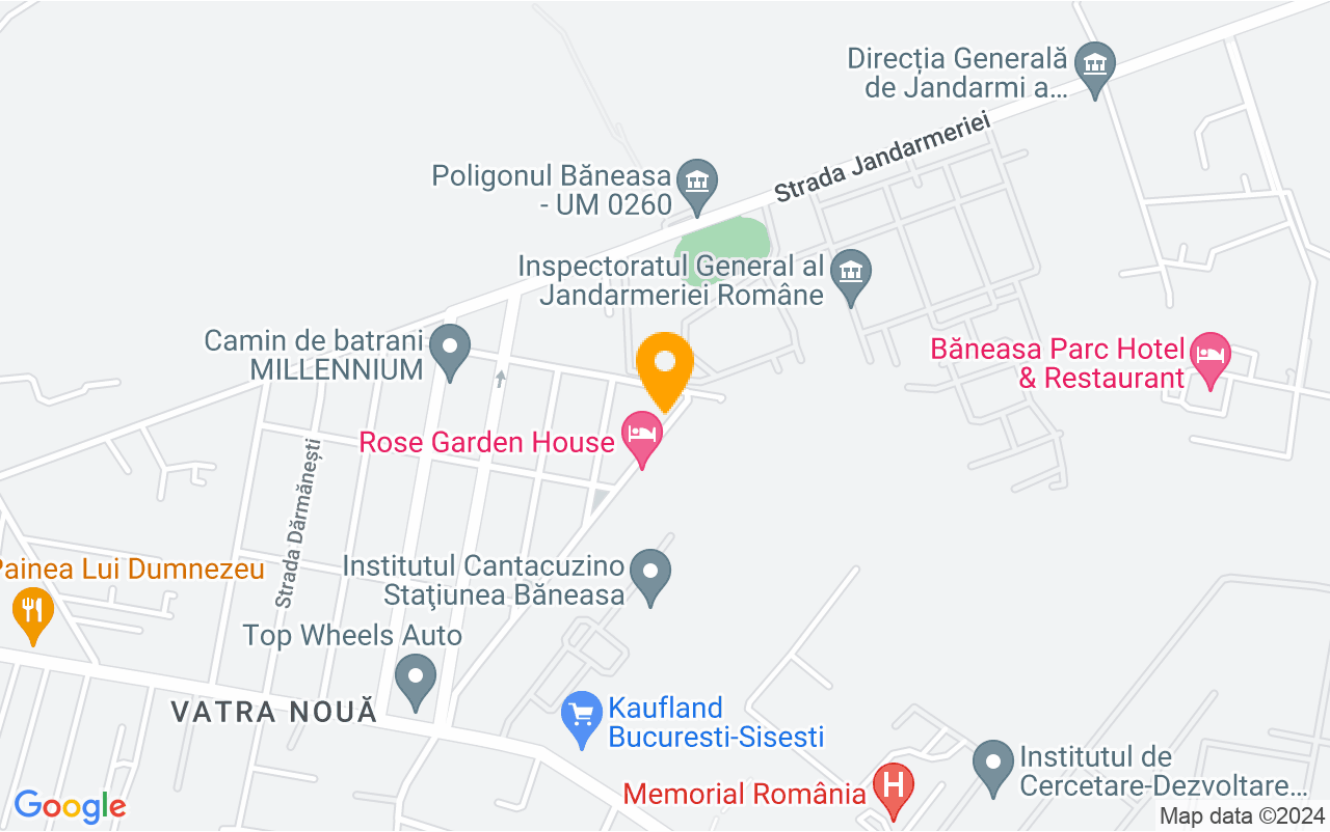 Direcția Generală
de Jandarmi a...
Strada Jandarmeriei
Poligonul Băneasa
- UM 0260
Inspectoratul General al
Jandarmeriei Române
Camin de batrani
MILLENNIUM
Băneasa Parc Hotel
& Restaurant
Rose Garden House
Strada Dărmănești
Painea Lui Dumnezeu
Institutul Cantacuzino
Staţiunea Băneasa
Top Wheels Auto
VATRA NOUĂ
Kaufland
Bucuresti-Sisesti
Institutul de
Cercetare-Dezvoltare...
Memorial România
H
Google
Map data ©2024